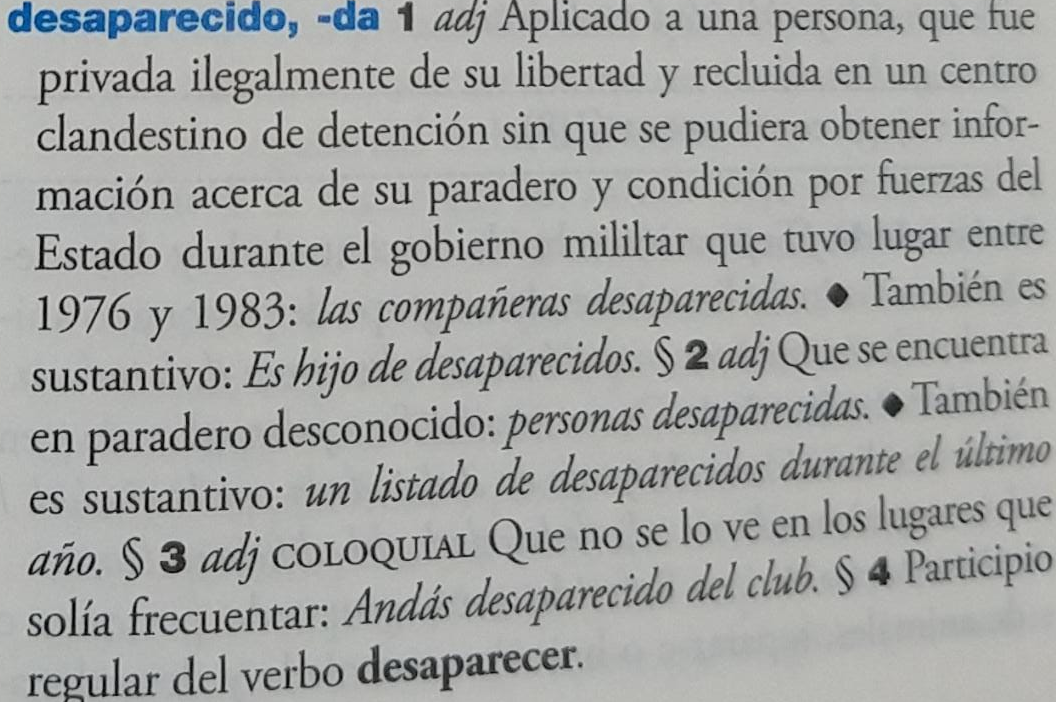 desaparecido, -da 1 adj Aplicado a una persona, que fue
privada ilegalmente de su libertad y recluida en un centro
clandestino de detención sin que se pudiera obtener infor-
mación acerca de su paradero y condición por fuerzas del
Estado durante el gobierno mililtar que tuvo lugar entre
1976 y 1983: las compañeras desaparecidas. ◆ También es
sustantivo: Es hijo de desaparecidos. § 2 adj Que se encuentra
en paradero desconocido: personas desaparecidas. ◆ También
es sustantivo: un listado de desaparecidos durante el último
año. § 3 adj COLOQUIAL Que no se lo ve en los lugares que
solía frecuentar: Andás desaparecido del club. § 4 Participio
regular del verbo desaparecer.